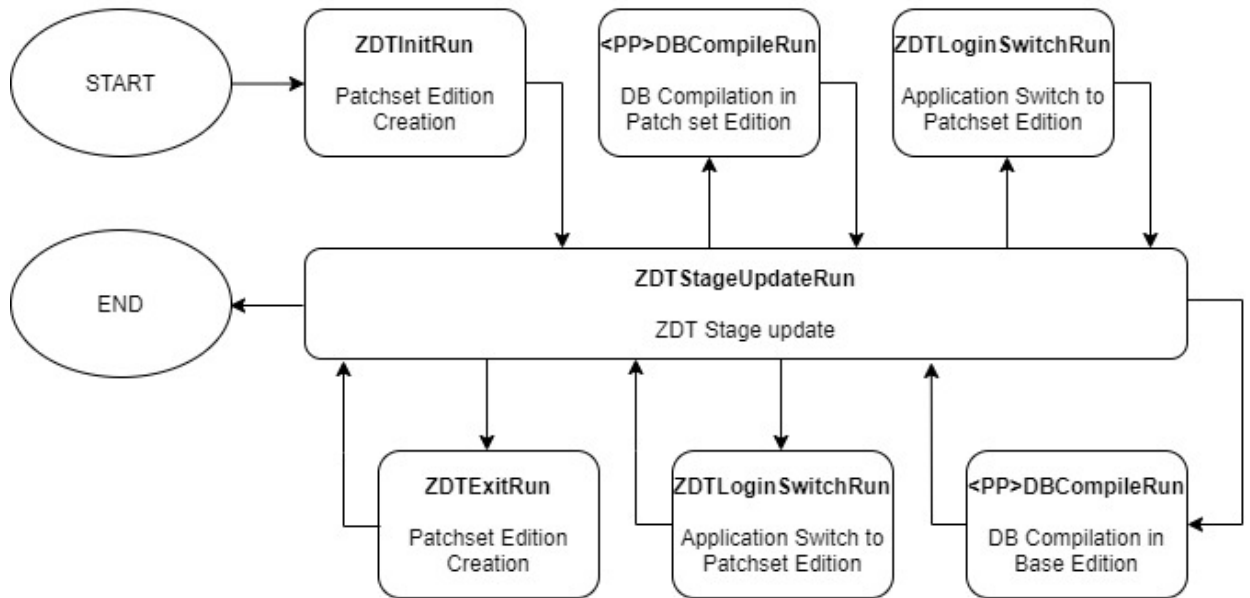 START
ZDTInitRun
Patchset Edition
Creation
<PP>DBCompileRun
DB Compilation in
Patch set Edition
ZDTLoginSwitchRun
Application Switch to
Patchset Edition
END
ZDTStageUpdateRun
ZDT Stage update
ZDTExitRun
Patchset Edition
Creation
ZDTLoginSwitchRun
Application Switch to
Patchset Edition
<PP>DBCompileRun
DB Compilation in
Base Edition